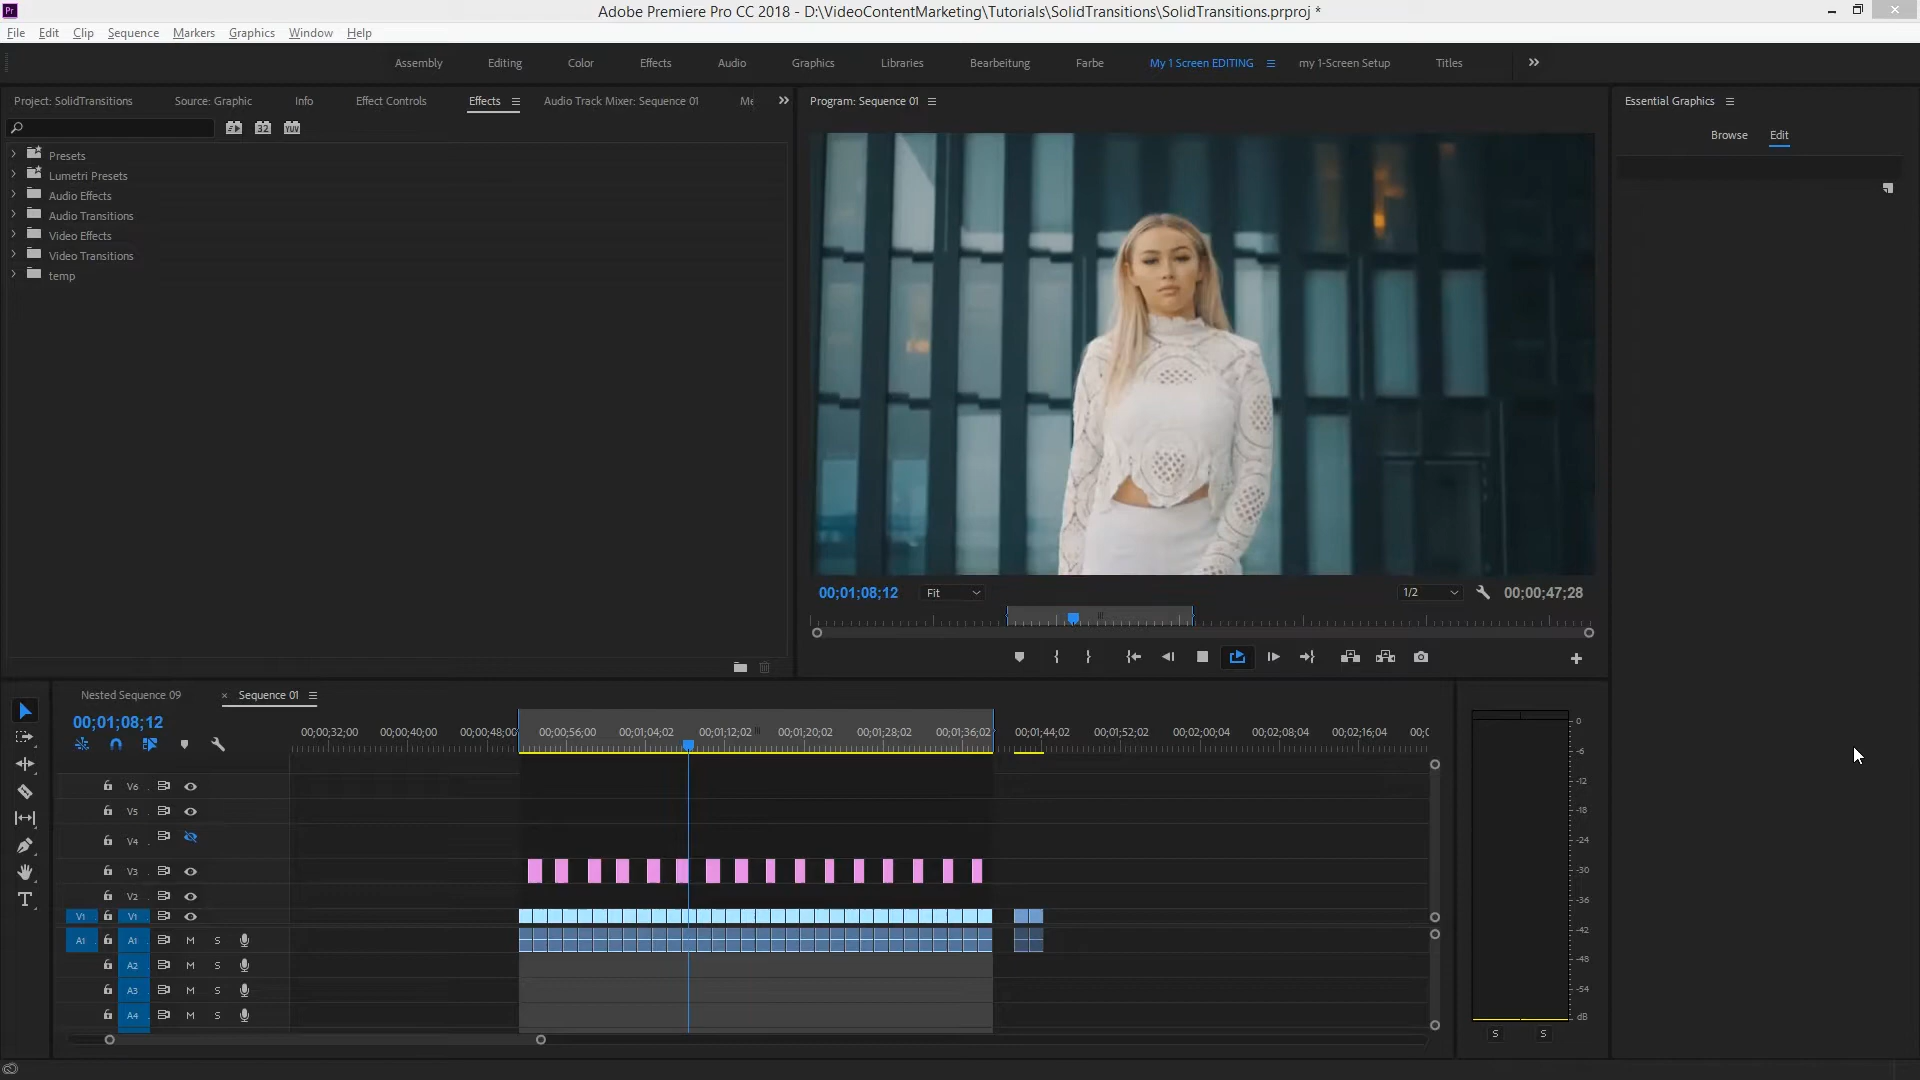 Pr
Adobe Premiere Pro CC 2018 - D:\VideoContentMarketing\Tutorials\SolidTransitions\SolidTransitions.prproj *
File Edit Clip Sequence Markers Graphics Window Help
Assembly Editing Color Effects Audio Graphics Libraries Bearbeitung Farbe My 1 Screen EDITING my 1-Screen Setup Titles
Project: SolidTransitions Source: Graphic Info Effect Controls Effects Audio Track Mixer: Sequence 01 Me
32 YUV
Presets
Lumetri Presets
Audio Effects
Audio Transitions
Video Effects
Video Transitions
temp
Program: Sequence 01
00;01;08;12 Fit 1/2 00;00;47;28
Essential Graphics
Browse Edit
Nested Sequence 09 × Sequence 01
00;01;08;12
00;00;32;00 00;00;40;00 00;00;48;00 00;00;56;00 00;01;04;02 00;01;12;02 00;01;20;02 00;01;28;02 00;01;36;02 00;01;44;02 00;01;52;02 00;02;00;04 00;02;08;04 00;02;16;04 00;0
V6
V5
V4
V3
V2
V1 V1
A1 A1 M S
A2 M S
A3 M S
A4 M S
T
0
-6
-12
-18
-24
-30
-36
-42
-48
-54
dB
S S